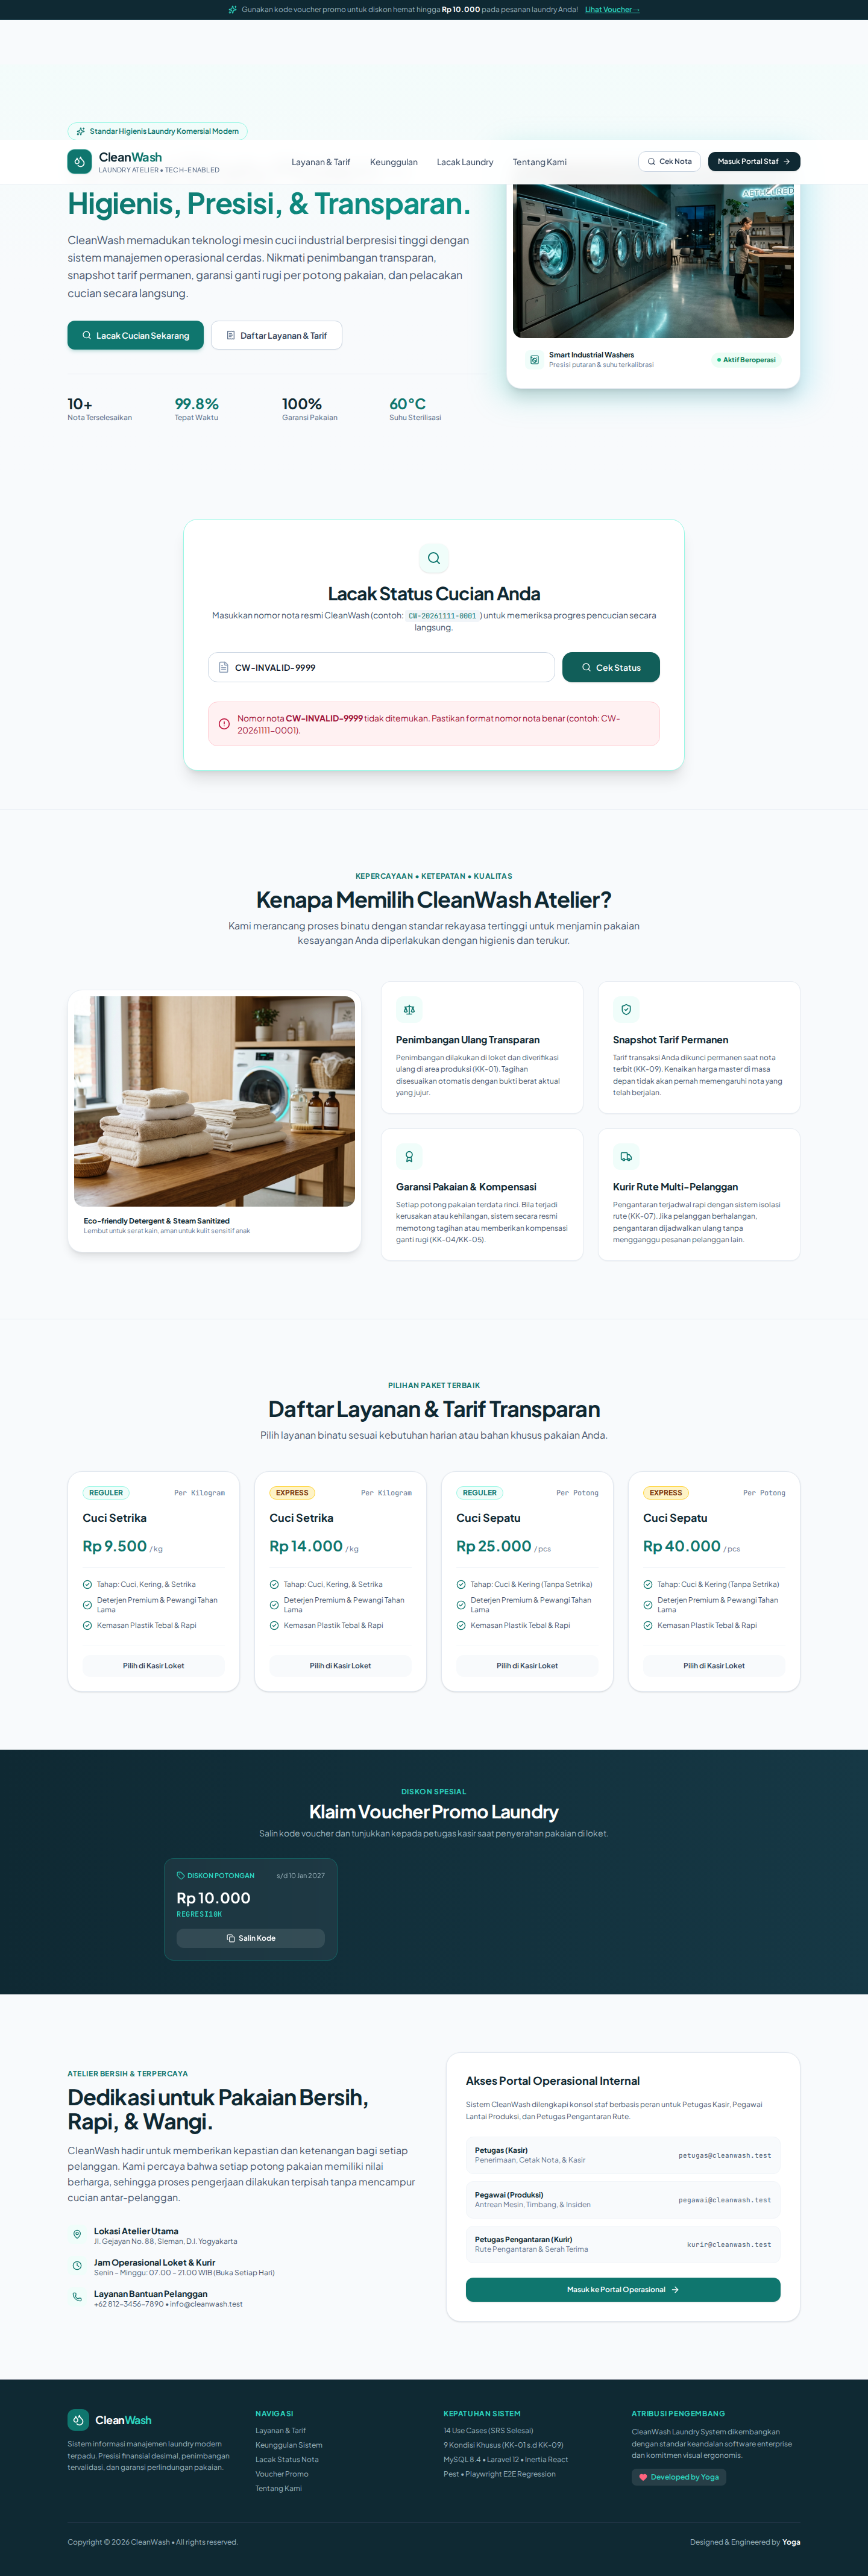 Gunakan kode voucher promo untuk diskon hemat hingga Rp 10.000 pada pesanan laundry Anda! Lihat Voucher →
Standar Higienis Laundry Komersial Modern
CleanWash
LAUNDRY ATELIER • TECH-ENABLED
Layanan & Tarif
Keunggulan
Lacak Laundry
Tentang Kami
Cek Nota
Masuk Portal Staf →
Higienis, Presisi, & Transparan.
CleanWash memadukan teknologi mesin cuci industrial berpresisi tinggi dengan
sistem manajemen operasional cerdas. Nikmati penimbangan transparan,
snapshot tarif permanen, garansi ganti rugi per potong pakaian, dan pelacakan
cucian secara langsung.
Lacak Cucian Sekarang
Daftar Layanan & Tarif
10+
Nota Terselesaikan
99.8%
Tepat Waktu
100%
Garansi Pakaian
60°C
Suhu Sterilisasi
Smart Industrial Washers
Presisi putaran & suhu terkalibrasi
Aktif Beroperasi
Lacak Status Cucian Anda
Masukkan nomor nota resmi CleanWash (contoh: CW-20261111-0001 ) untuk memeriksa progres pencucian secara
langsung.
CW-INVALID-9999
Cek Status
Nomor nota CW-INVALID-9999 tidak ditemukan. Pastikan format nomor nota benar (contoh: CW-
20261111-0001).
KEPERCAYAAN • KETEPATAN • KUALITAS
Kenapa Memilih CleanWash Atelier?
Kami merancang proses binatu dengan standar rekayasa tertinggi untuk menjamin pakaian
kesayangan Anda diperlakukan dengan higienis dan terukur.
Eco-friendly Detergent & Steam Sanitized
Lembut untuk serat kain, aman untuk kulit sensitif anak
Penimbangan Ulang Transparan
Penimbangan dilakukan di loket dan diverifikasi
ulang di area produksi (KK-01). Tagihan
disesuaikan otomatis dengan bukti berat aktual
yang jujur.
Snapshot Tarif Permanen
Tarif transaksi Anda dikunci permanen saat nota
terbit (KK-09). Kenaikan harga master di masa
depan tidak akan pernah memengaruhi nota yang
telah berjalan.
Garansi Pakaian & Kompensasi
Setiap potong pakaian terdata rinci. Bila terjadi
kerusakan atau kehilangan, sistem secara resmi
memotong tagihan atau memberikan kompensasi
ganti rugi (KK-04/KK-05).
Kurir Rute Multi-Pelanggan
Pengantaran terjadwal rapi dengan sistem isolasi
rute (KK-07). Jika pelanggan berhalangan,
pengantaran dijadwalkan ulang tanpa
mengganggu pesanan pelanggan lain.
PILIHAN PAKET TERBAIK
Daftar Layanan & Tarif Transparan
Pilih layanan binatu sesuai kebutuhan harian atau bahan khusus pakaian Anda.
REGULER
Per Kilogram
Cuci Setrika
Rp 9.500 / kg
Tahap: Cuci, Kering, & Setrika
Deterjen Premium & Pewangi Tahan
Lama
Kemasan Plastik Tebal & Rapi
Pilih di Kasir Loket
EXPRESS
Per Kilogram
Cuci Setrika
Rp 14.000 / kg
Tahap: Cuci, Kering, & Setrika
Deterjen Premium & Pewangi Tahan
Lama
Kemasan Plastik Tebal & Rapi
Pilih di Kasir Loket
REGULER
Per Potong
Cuci Sepatu
Rp 25.000 / pcs
Tahap: Cuci & Kering (Tanpa Setrika)
Deterjen Premium & Pewangi Tahan
Lama
Kemasan Plastik Tebal & Rapi
Pilih di Kasir Loket
EXPRESS
Per Potong
Cuci Sepatu
Rp 40.000 / pcs
Tahap: Cuci & Kering (Tanpa Setrika)
Deterjen Premium & Pewangi Tahan
Lama
Kemasan Plastik Tebal & Rapi
Pilih di Kasir Loket
DISKON SPESIAL
Klaim Voucher Promo Laundry
Salin kode voucher dan tunjukkan kepada petugas kasir saat penyerahan pakaian di loket.
DISKON POTONGAN
s/d 10 Jan 2027
Rp 10.000
REGRESI10K
Salin Kode
ATELIER BERSIH & TERPERCAYA
Dedikasi untuk Pakaian Bersih,
Rapi, & Wangi.
CleanWash hadir untuk memberikan kepastian dan ketenangan bagi setiap
pelanggan. Kami percaya bahwa setiap potong pakaian memiliki nilai
berharga, sehingga proses pengerjaan dilakukan terpisah tanpa mencampur
cucian antar-pelanggan.
Lokasi Atelier Utama
Jl. Gejayan No. 88, Sleman, D.I. Yogyakarta
Jam Operasional Loket & Kurir
Senin – Minggu: 07.00 – 21.00 WIB (Buka Setiap Hari)
Layanan Bantuan Pelanggan
+62 812-3456-7890 • info@cleanwash.test
Akses Portal Operasional Internal
Sistem CleanWash dilengkapi konsol staf berbasis peran untuk Petugas Kasir, Pegawai
Lantai Produksi, dan Petugas Pengantaran Rute.
Petugas (Kasir)
Penerimaan, Cetak Nota, & Kasir
petugas@cleanwash.test
Pegawai (Produksi)
Antrean Mesin, Timbang, & Insiden
pegawai@cleanwash.test
Petugas Pengantaran (Kurir)
Rute Pengantaran & Serah Terima
kurir@cleanwash.test
Masuk ke Portal Operasional →
CleanWash
Sistem informasi manajemen laundry modern
terpadu. Presisi finansial desimal, penimbangan
tervalidasi, dan garansi perlindungan pakaian.
NAVIGASI
Layanan & Tarif
Keunggulan Sistem
Lacak Status Nota
Voucher Promo
Tentang Kami
KEPATUHAN SISTEM
14 Use Cases (SRS Selesai)
9 Kondisi Khusus (KK-01 s.d KK-09)
MySQL 8.4 • Laravel 12 • Inertia React
Pest • Playwright E2E Regression
ATRIBUSI PENGEMBANG
CleanWash Laundry System dikembangkan
dengan standar keandalan software enterprise
dan komitmen visual ergonomis.
Developed by Yoga
Copyright © 2026 CleanWash • All rights reserved.
Designed & Engineered by Yoga